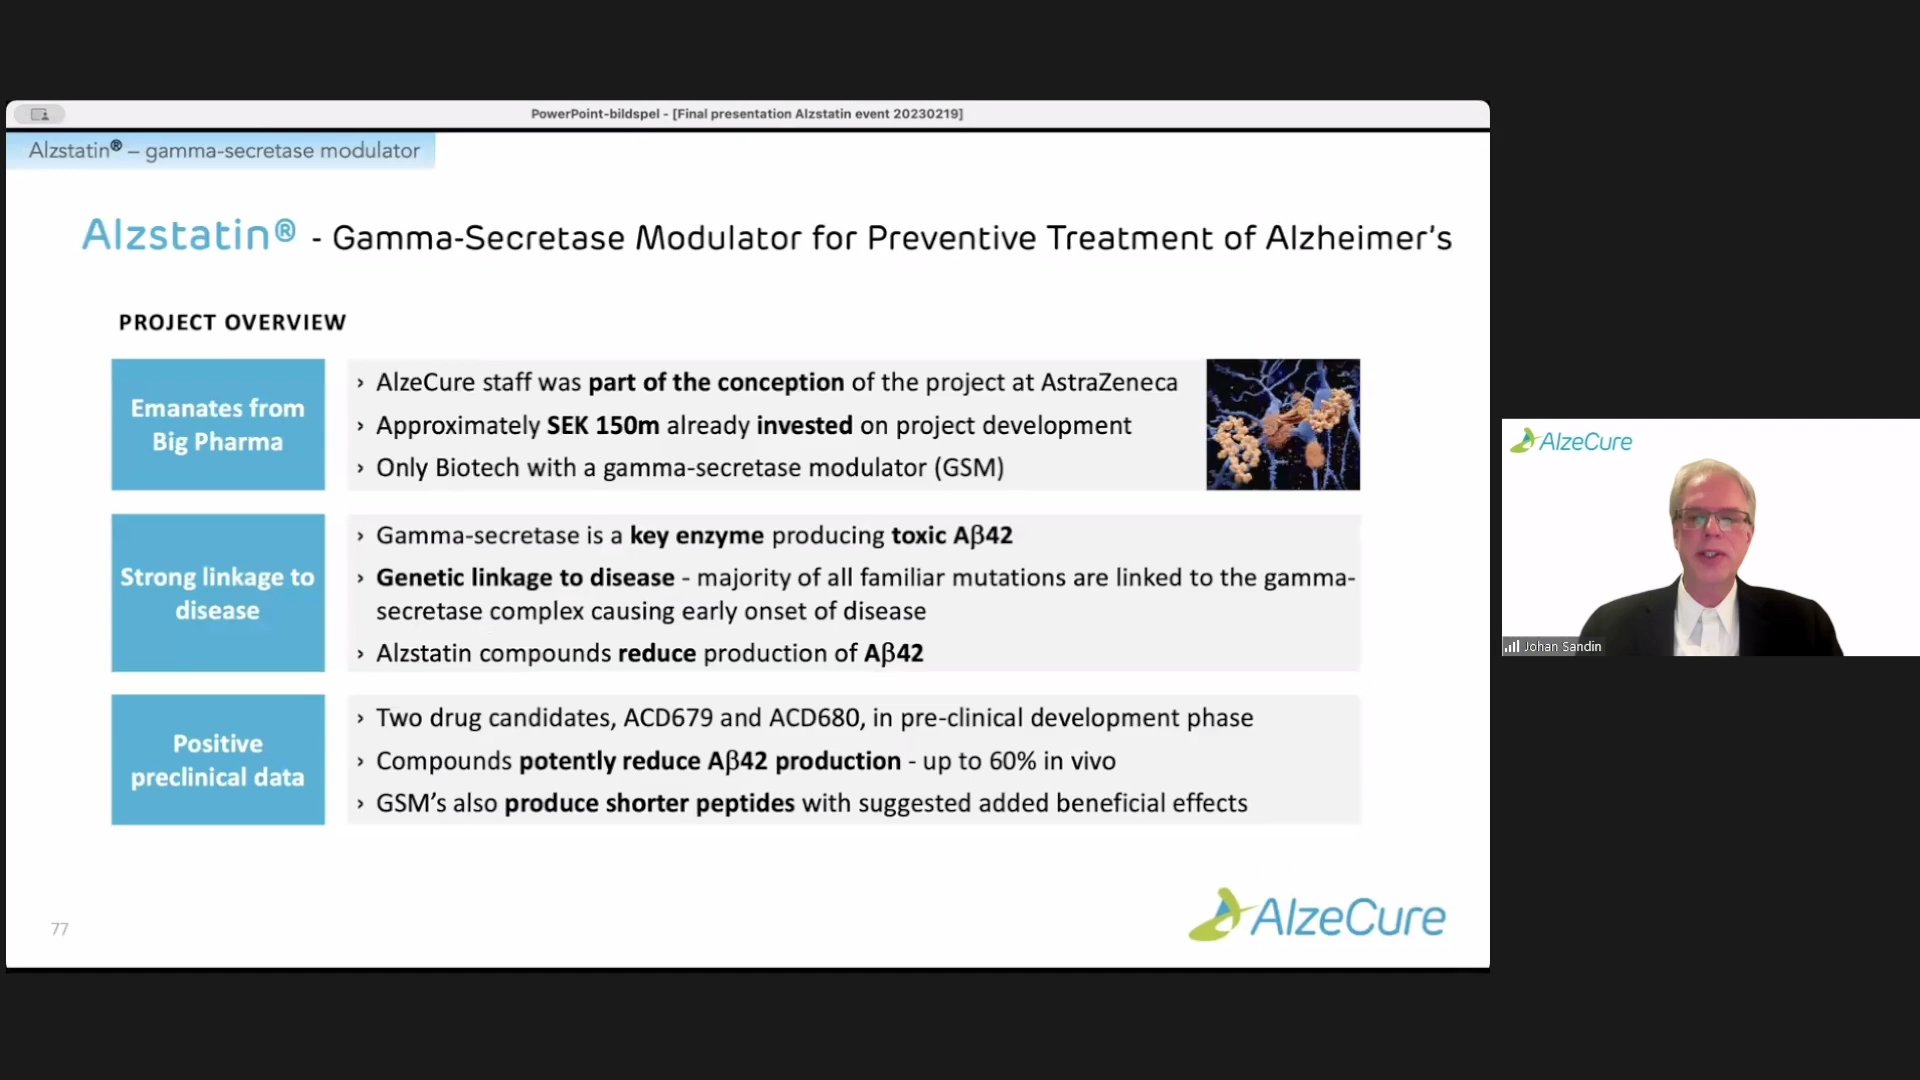 PowerPoint-bildspel - [Final presentation Alzstatin event 20230219]
Alzstatin® – gamma-secretase modulator
Alzstatin® - Gamma-Secretase Modulator for Preventive Treatment of Alzheimer's
PROJECT OVERVIEW
Emanates from
Big Pharma
› AlzeCure staff was part of the conception of the project at AstraZeneca
› Approximately SEK 150m already invested on project development
› Only Biotech with a gamma-secretase modulator (GSM)
Strong linkage to
disease
› Gamma-secretase is a key enzyme producing toxic Aβ42
› Genetic linkage to disease - majority of all familiar mutations are linked to the gamma-
secretase complex causing early onset of disease
› Alzstatin compounds reduce production of Aβ42
Positive
preclinical data
› Two drug candidates, ACD679 and ACD680, in pre-clinical development phase
› Compounds potently reduce Aβ42 production - up to 60% in vivo
› GSM's also produce shorter peptides with suggested added beneficial effects
77
AlzeCure
AlzeCure
Johan Sandin